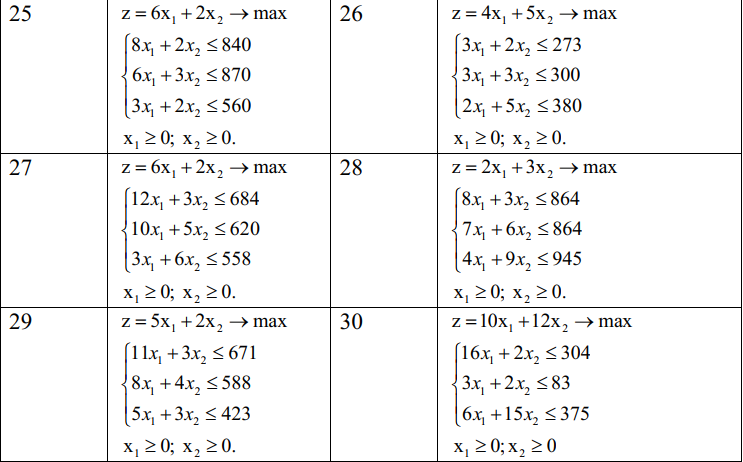 25
z = 6x₁ + 2x₂ → max
8x₁ + 2x₂ ≤ 840
6x₁ + 3x₂ ≤ 870
3x₁ + 2x₂ ≤ 560
x₁ ≥ 0; x₂ ≥ 0.
26
z = 4x₁ + 5x₂ → max
3x₁ + 2x₂ ≤ 273
3x₁ + 3x₂ ≤ 300
2x₁ + 5x₂ ≤ 380
x₁ ≥ 0; x₂ ≥ 0.
27
z = 6x₁ + 2x₂ → max
12x₁ + 3x₂ ≤ 684
10x₁ + 5x₂ ≤ 620
3x₁ + 6x₂ ≤ 558
x₁ ≥ 0; x₂ ≥ 0.
28
z = 2x₁ + 3x₂ → max
8x₁ + 3x₂ ≤ 864
7x₁ + 6x₂ ≤ 864
4x₁ + 9x₂ ≤ 945
x₁ ≥ 0; x₂ ≥ 0.
29
z = 5x₁ + 2x₂ → max
11x₁ + 3x₂ ≤ 671
8x₁ + 4x₂ ≤ 588
5x₁ + 3x₂ ≤ 423
x₁ ≥ 0; x₂ ≥ 0.
30
z = 10x₁ + 12x₂ → max
16x₁ + 2x₂ ≤ 304
3x₁ + 2x₂ ≤ 83
6x₁ + 15x₂ ≤ 375
x₁ ≥ 0; x₂ ≥ 0